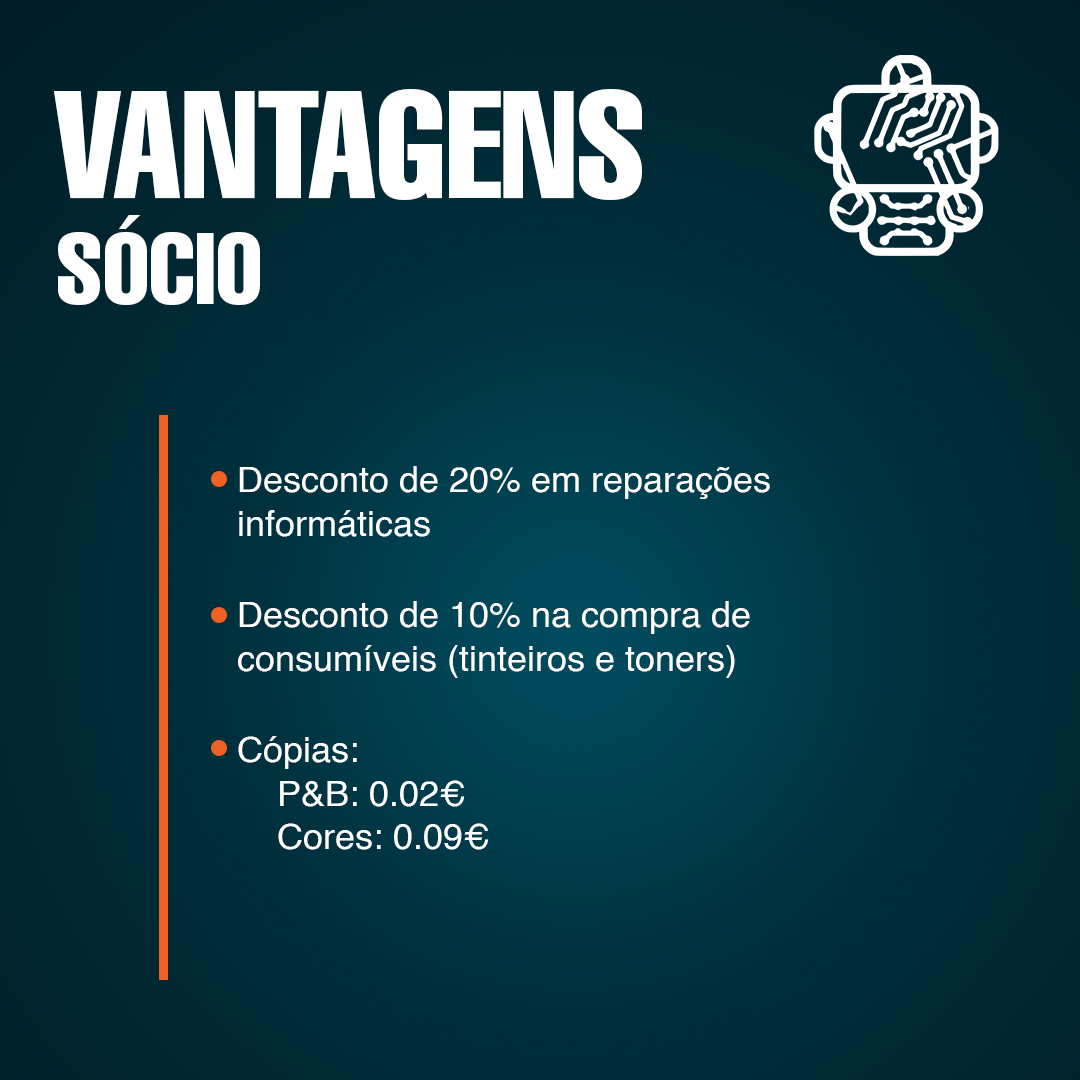 VANTAGENS
SÓCIO
Desconto de 20% em reparações
informáticas
Desconto de 10% na compra de
consumíveis (tinteiros e toners)
Cópias:
P&B: 0.02€
Cores: 0.09€